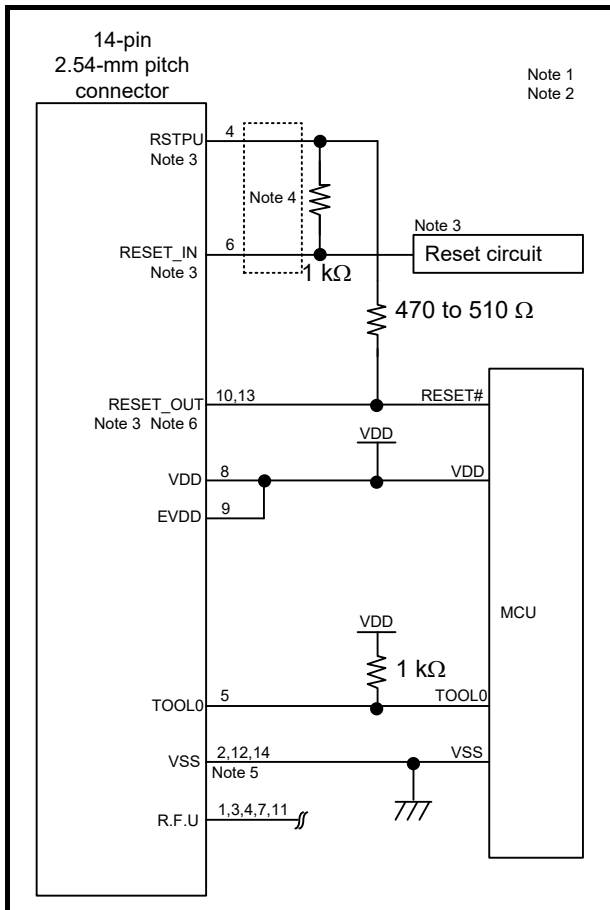 14-pin
2.54-mm pitch
connector
Note 1
Note 2
RSTPU
Note 3
4
Note 4
RESET_IN
Note 3
6
1 kΩ
Note 3
Reset circuit
470 to 510 Ω
RESET_OUT
Note 3 Note 6
10,13
RESET#
VDD
VDD
8
VDD
EVDD
9
MCU
VDD
1 kΩ
TOOL0
5
TOOL0
VSS
2,12,14
Note 5
VSS
R.F.U
1,3,4,7,11